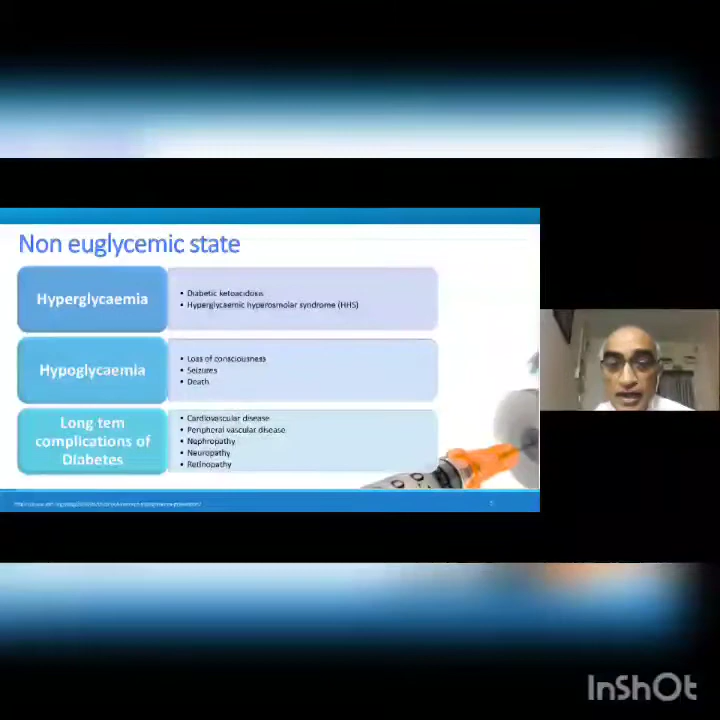 Non euglycemic state
Hyperglycaemia
• Diabetic ketoacidosis
• Hyperglycaemic hyperosmolar syndrome (HHS)
Hypoglycaemia
• Loss of consciousness
• Seizures
• Death
Long tem
complications of
Diabetes
• Cardiovascular disease
• Peripheral vascular disease
• Nephropathy
• Neuropathy
• Retinopathy
InShOt